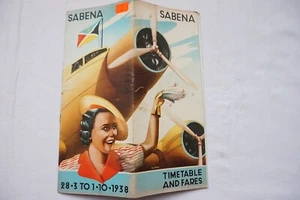 SABENA
SABENA
TIMETABLE
AND FARES
28-3 TO 1-10-1938